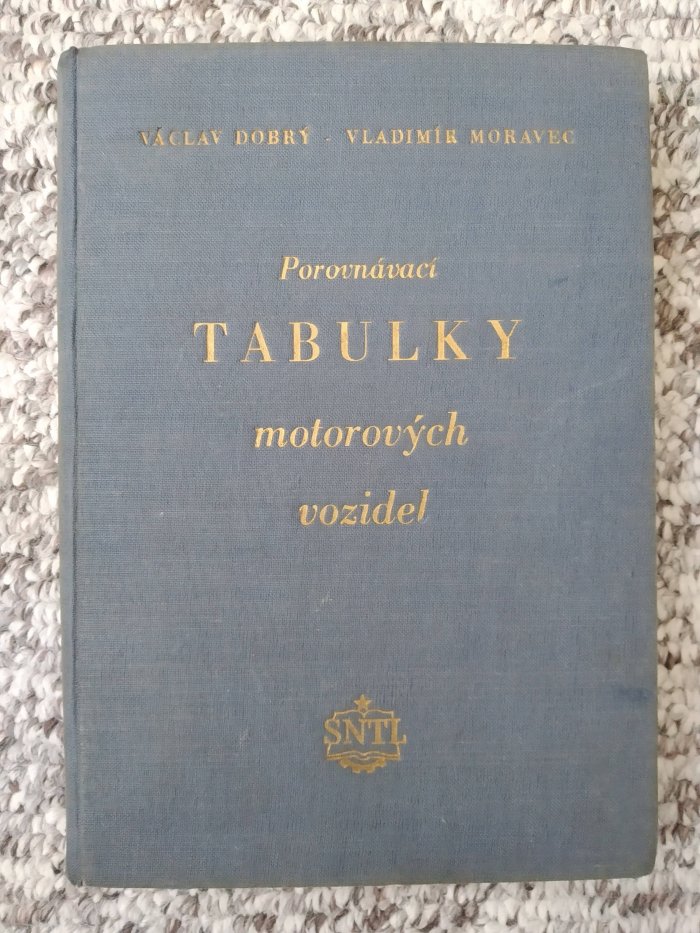 VÁCLAV DOBRÝ - VLADIMÍR MORAVEC
Porovnávací
TABULKY
motorových
vozidel
SNTL